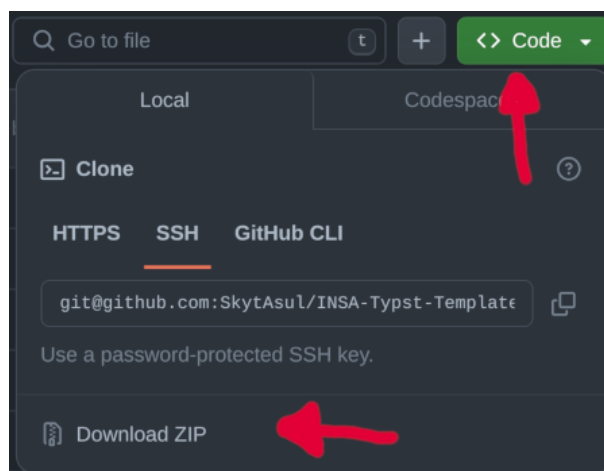 Go to file
t
+
<> Code
Local
Codespac
Clone
HTTPS SSH GitHub CLI
git@github.com:SkytAsul/INSA-Typst-Template
Use a password-protected SSH key.
Download ZIP